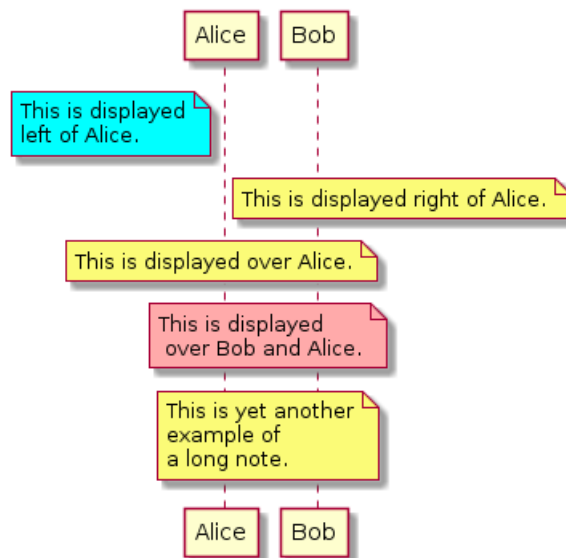 Alice Bob
This is displayed
left of Alice.
This is displayed right of Alice.
This is displayed over Alice.
This is displayed
over Bob and Alice.
This is yet another
example of
a long note.
Alice Bob